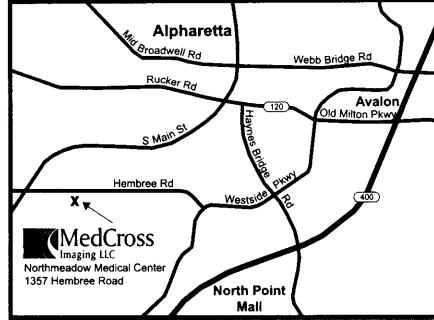 Alpharetta
Mid Broadwell Rd
Webb Bridge Rd
Rucker Rd
120
Avalon
Old Milton Pkwy
Haynes Bridge Rd
S Main St
Hembree Rd
Westside Pkwy
X
400
MedCross
Imaging LLC
Northmeadow Medical Center
1357 Hembree Road
North Point
Mall